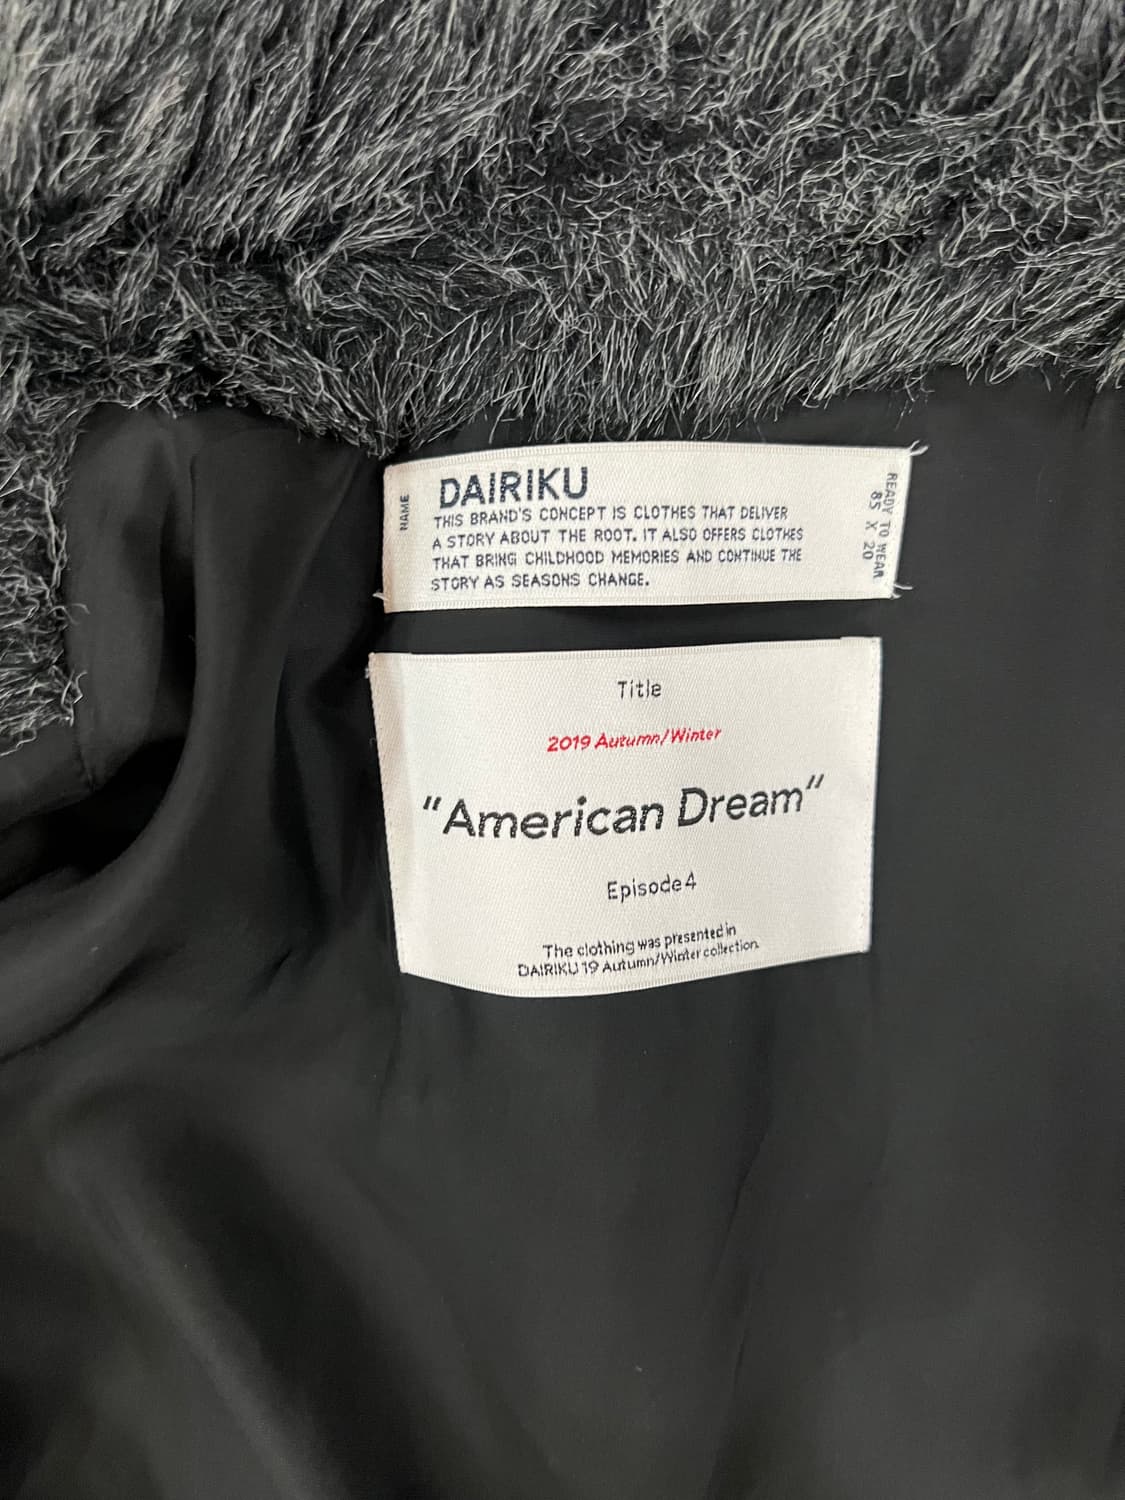 NAME
DAIRIKU
THIS BRAND'S CONCEPT IS CLOTHES THAT DELIVER
A STORY ABOUT THE ROOT. IT ALSO OFFERS CLOTHES
THAT BRING CHILDHOOD MEMORIES AND CONTINUE THE
STORY AS SEASONS CHANGE.
READY TO WEAR
85 X 20
Title
2019 Autumn/Winter
"American Dream"
Episode4
The clothing was presented in
DAIRIKU 19 Autumn/Winter collection